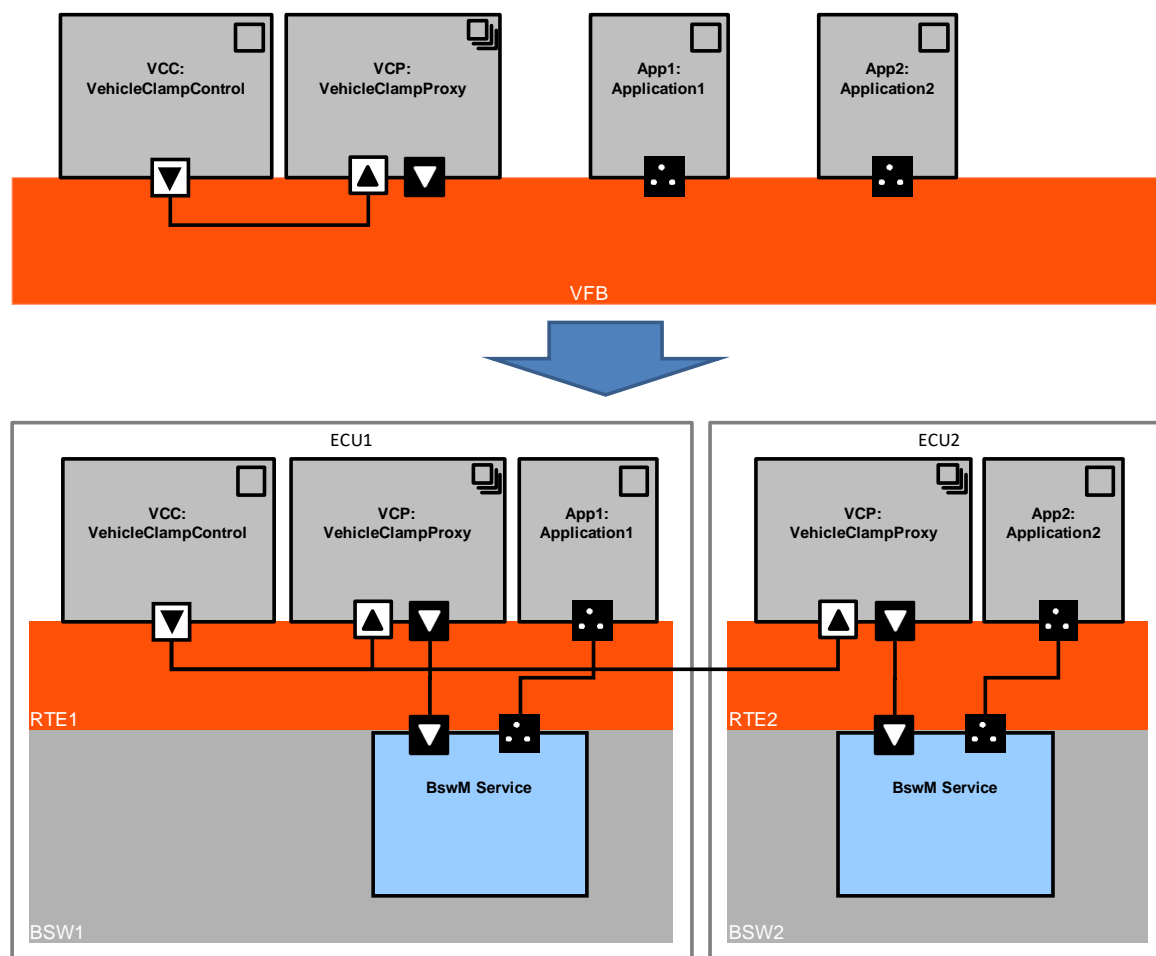 VCC:
VehicleClampControl
VCP:
VehicleClampProxy
App1:
Application1
App2:
Application2
VFB
ECU1
ECU2
VCC:
VehicleClampControl
VCP:
VehicleClampProxy
App1:
Application1
VCP:
VehicleClampProxy
App2:
Application2
RTE1
RTE2
BswM Service
BswM Service
BSW1
BSW2